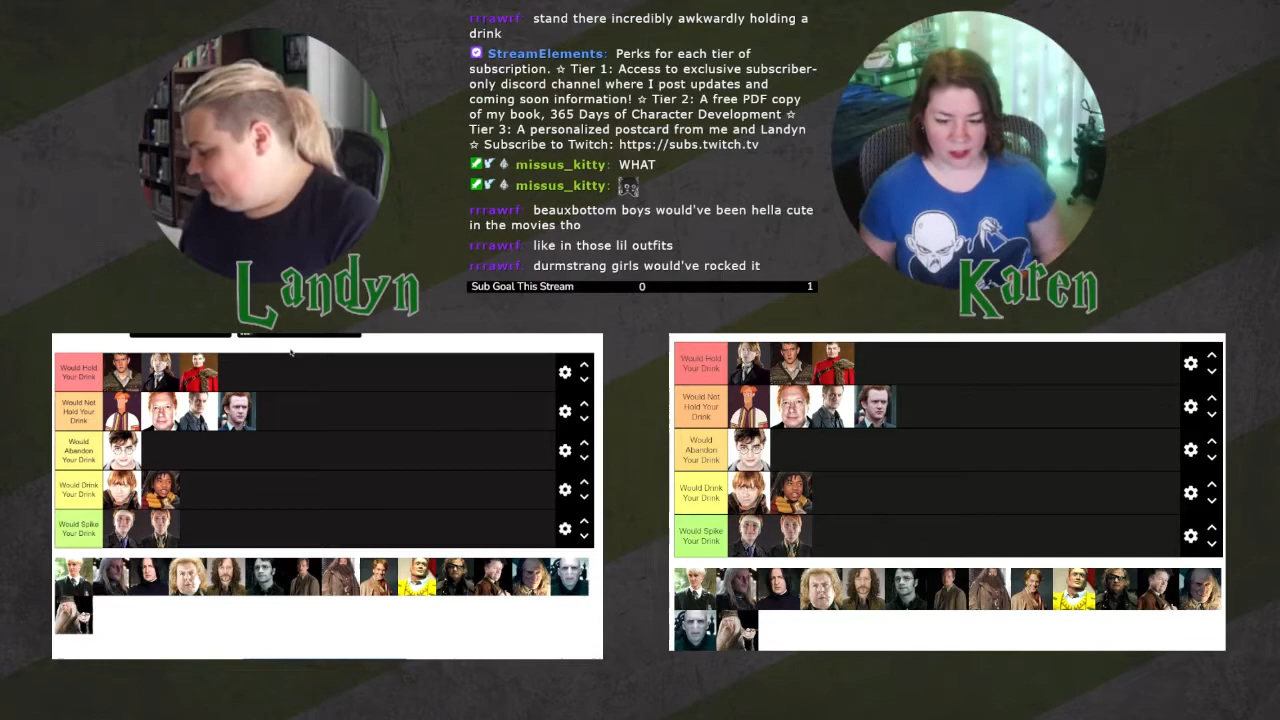 rrrawrf: stand there incredibly awkwardly holding a
drink
StreamElements: Perks for each tier of
subscription. ☆ Tier 1: Access to exclusive subscriber-
only discord channel where I post updates and
coming soon information! ☆ Tier 2: A free PDF copy
of my book, 365 Days of Character Development ☆
Tier 3: A personalized postcard from me and Landyn
☆ Subscribe to Twitch: https://subs.twitch.tv
missus_kitty: WHAT
missus_kitty:
rrrawrf: beauxbottom boys would've been hella cute
in the movies tho
rrrawrf: like in those lil outfits
rrrawrf: durmstrang girls would've rocked it
Sub Goal This Stream 0 1
Landyn
Karen
Would Hold
Your Drink
Would Not
Hold Your
Drink
Would
Abandon
Your Drink
Would Drink
Your Drink
Would Spike
Your Drink
Would Hold
Your Drink
Would Not
Hold Your
Drink
Would
Abandon
Your Drink
Would Drink
Your Drink
Would Spike
Your Drink